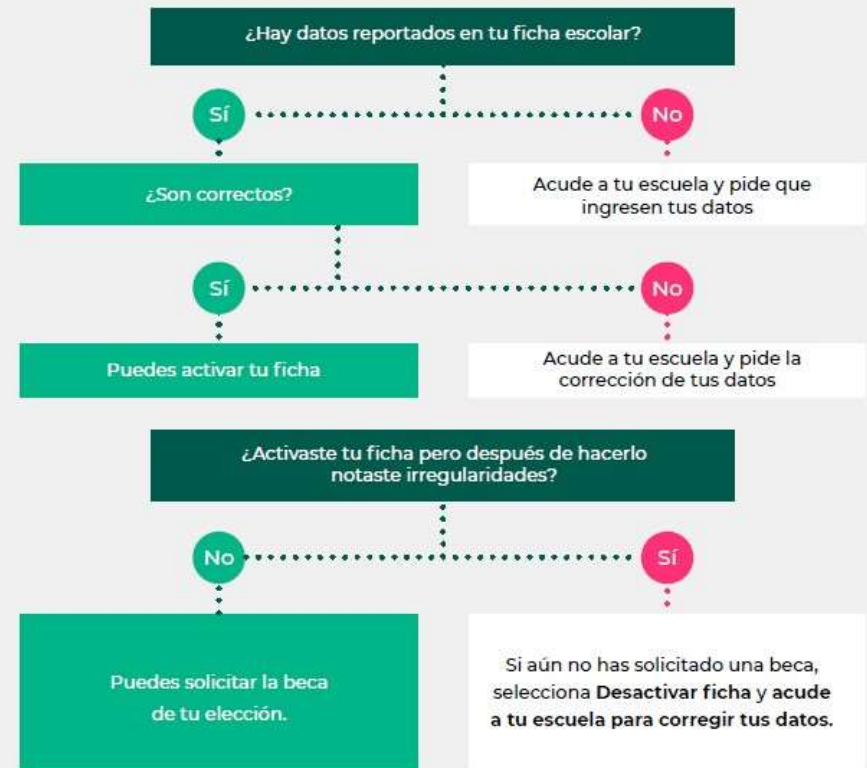 ¿Hay datos reportados en tu ficha escolar?
Sí
No
¿Son correctos?
Acude a tu escuela y pide que
ingresen tus datos
Sí
No
Puedes activar tu ficha
Acude a tu escuela y pide la
corrección de tus datos
¿Activaste tu ficha pero después de hacerlo
notaste irregularidades?
No
Sí
Puedes solicitar la beca
de tu elección.
Si aún no has solicitado una beca,
selecciona Desactivar ficha y acude
a tu escuela para corregir tus datos.